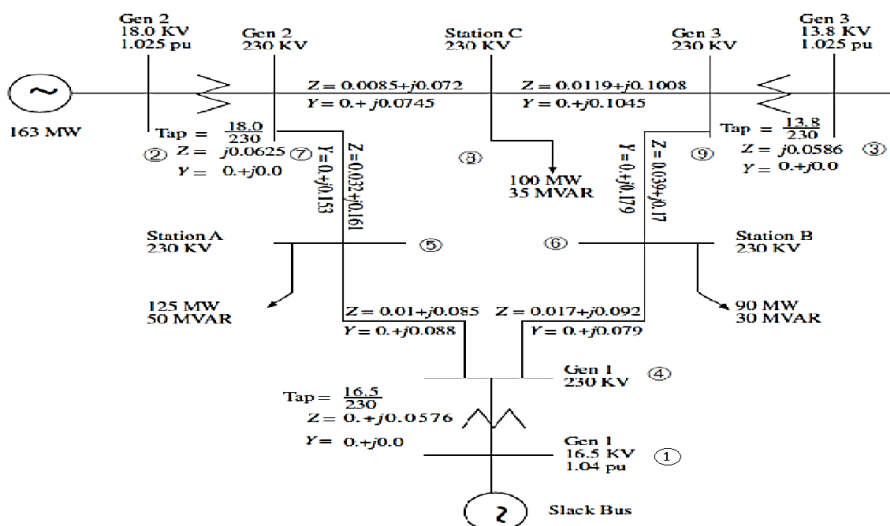 Gen 2
18.0 KV
1.025 pu
Gen 2
230 KV
Station C
230 KV
Gen 3
230 KV
Gen 3
13.8 KV
1.025 pu
~
163 MW
Z = 0.0085+j0.072
Y = 0.+ j0.0745
Z = 0.0119+j0.1008
Y = 0.+j0.1045
Tap = 18.0/230
Z = j0.0625
Y = 0.+j0.0
②
⑦
⑧
100 MW
35 MVAR
⑨
Tap = 13.8/230
Z = j0.0586
Y = 0.+j0.0
③
Z = 0.032+j0.161
Y = 0.+j0.153
Z = 0.039+j0.17
Y = 0.+j0.179
Station A
230 KV
⑤
⑥
Station B
230 KV
125 MW
50 MVAR
Z = 0.01+j0.085
Y = 0.+j0.088
Z = 0.017+j0.092
Y = 0.+j0.079
90 MW
30 MVAR
Gen 1
230 KV
④
Tap = 16.5/230
Z = 0.+j0.0576
Y = 0.+j0.0
Gen 1
16.5 KV
1.04 pu
①
~
Slack Bus